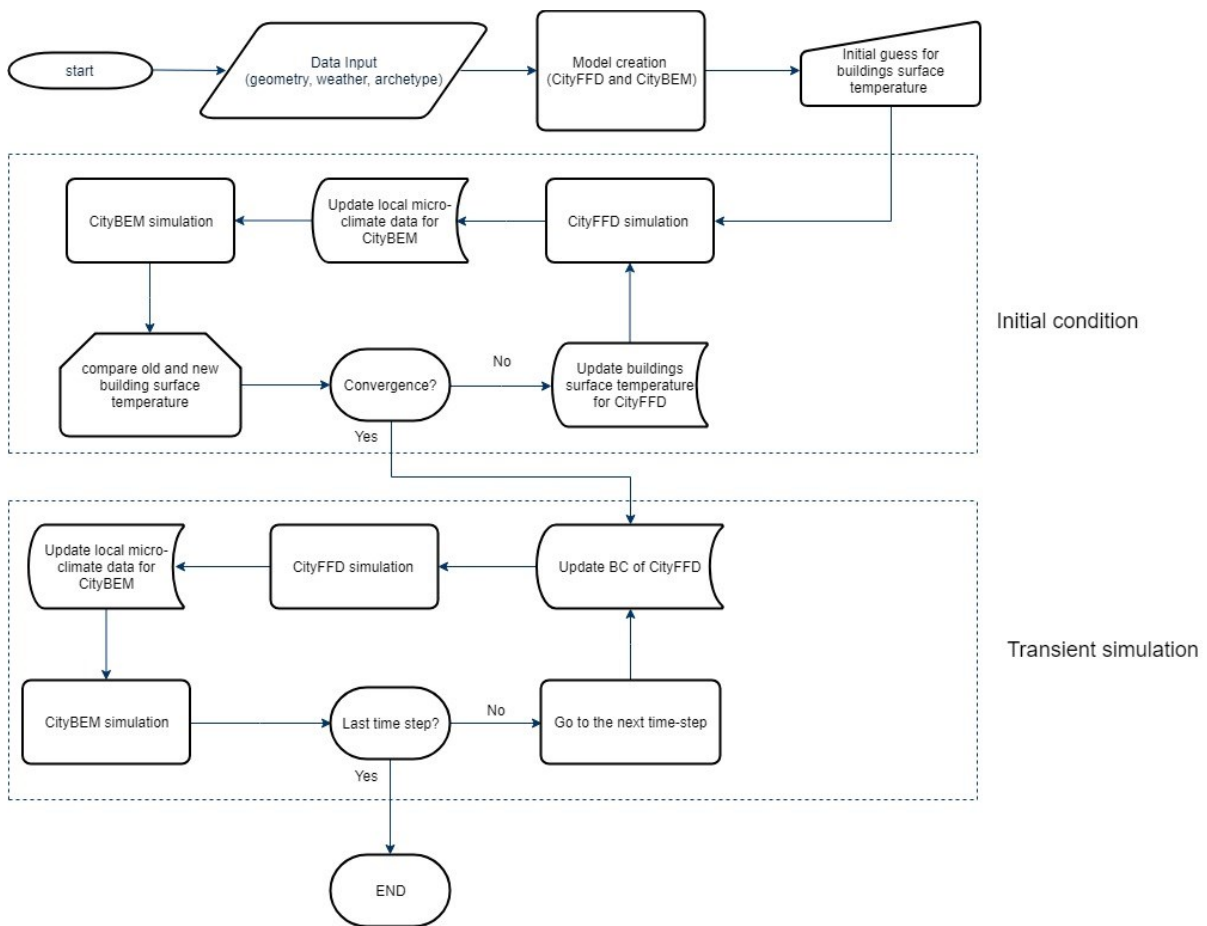 start
Data Input
(geometry, weather, archetype)
Model creation
(CityFFD and CityBEM)
Initial guess for
buildings surface
temperature
CityBEM simulation
Update local micro-
climate data for
CityBEM
CityFFD simulation
Initial condition
compare old and new
building surface
temperature
Convergence?
No
Update buildings
surface temperature
for CityFFD
Yes
Update local micro-
climate data for
CityBEM
CityFFD simulation
Update BC of CityFFD
Transient simulation
CityBEM simulation
Last time step?
No
Go to the next time-step
Yes
END